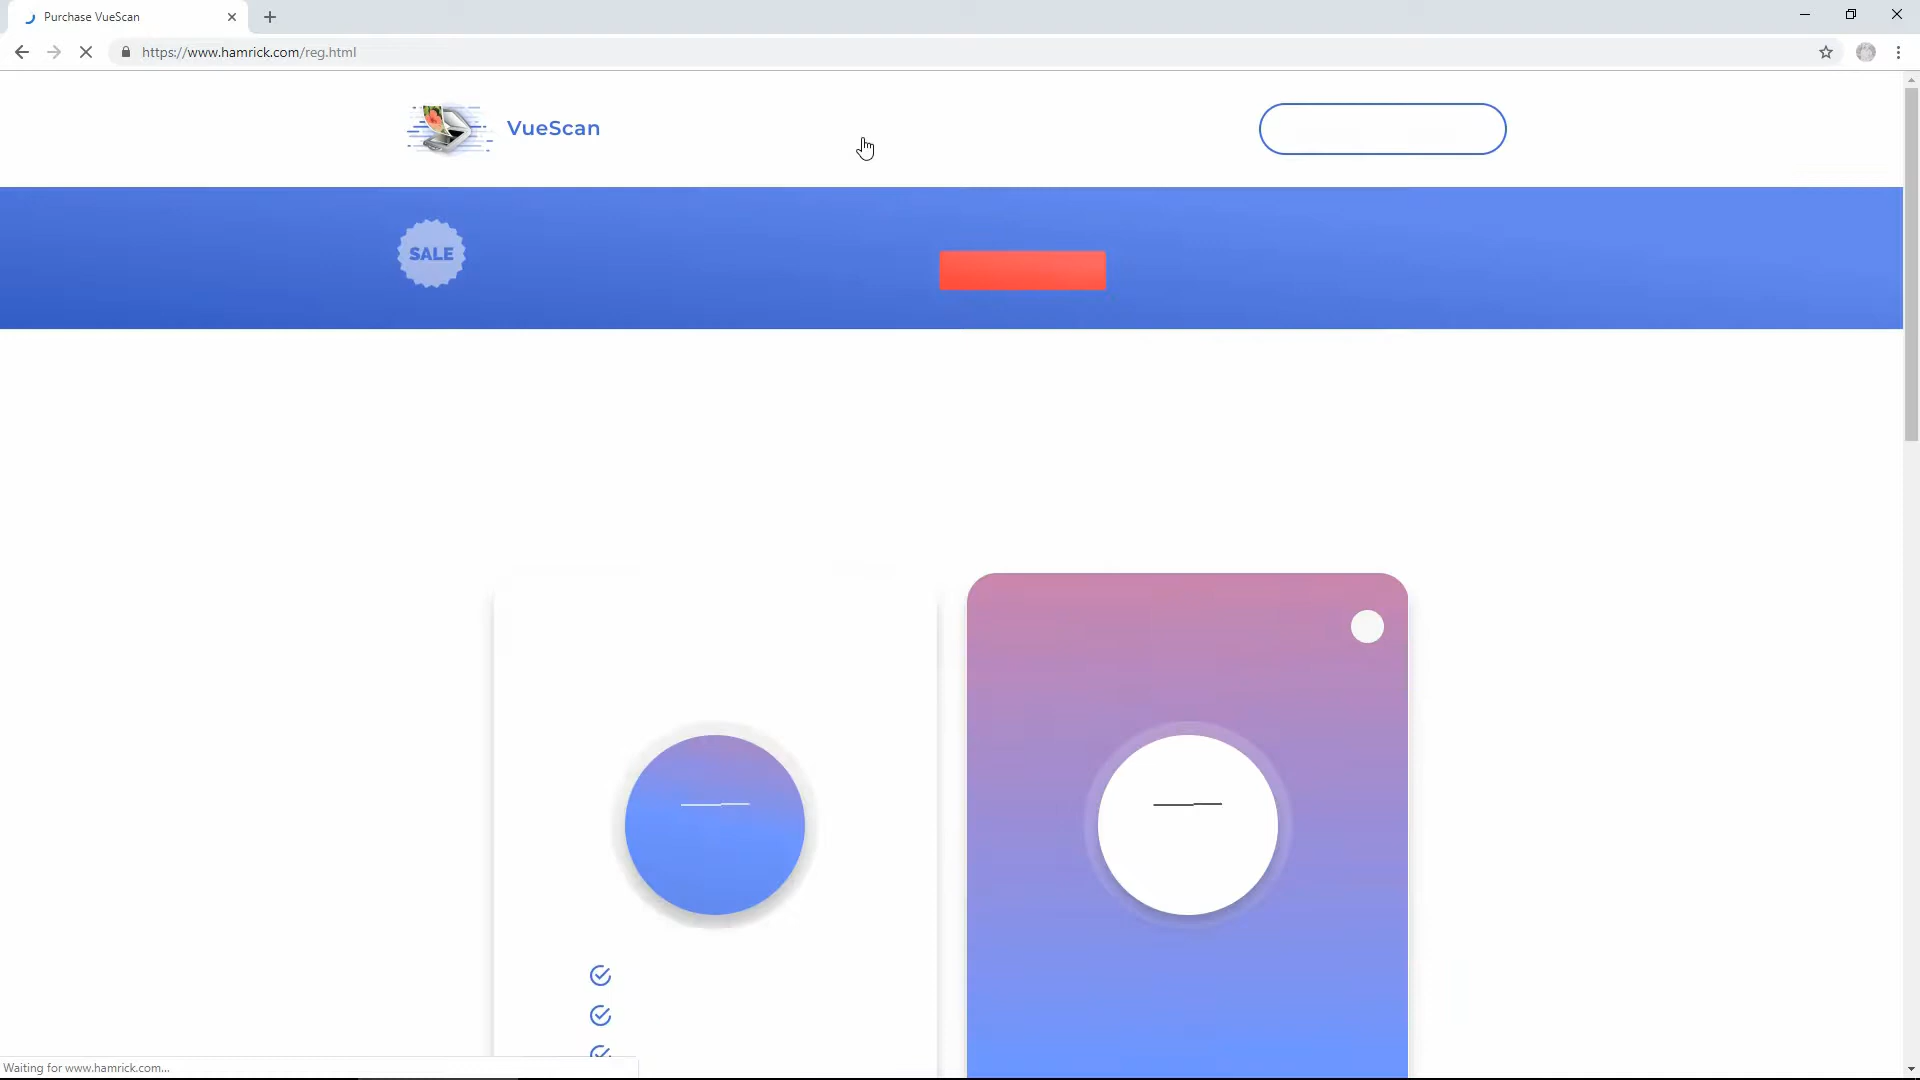 Purchase VueScan
https://www.hamrick.com/reg.html
VueScan
SALE
Waiting for www.hamrick.com...